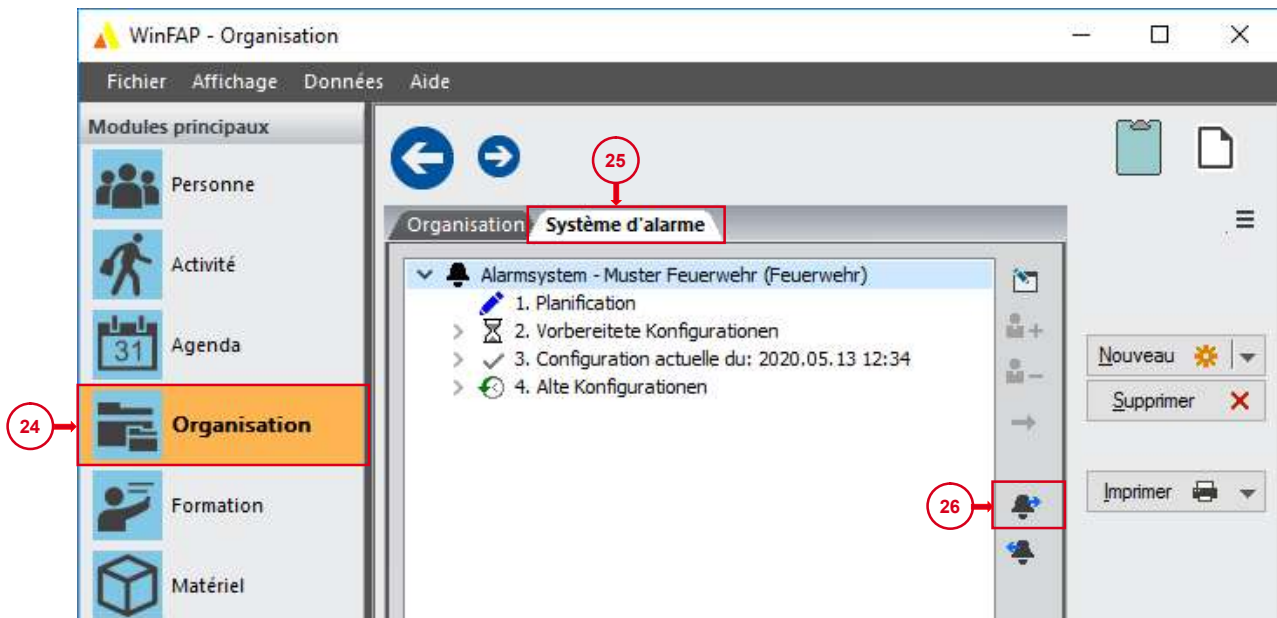 WinFAP - Organisation
Fichier Affichage Données Aide
Modules principaux
Personne
Activité
31
Agenda
24
Organisation
Formation
Matériel
25
Organisation
Système d'alarme
Alarmsystem - Muster Feuerwehr (Feuerwehr)
1. Planification
2. Vorbereitete Konfigurationen
3. Configuration actuelle du: 2020.05.13 12:34
4. Alte Konfigurationen
26
Nouveau
Supprimer
Imprimer